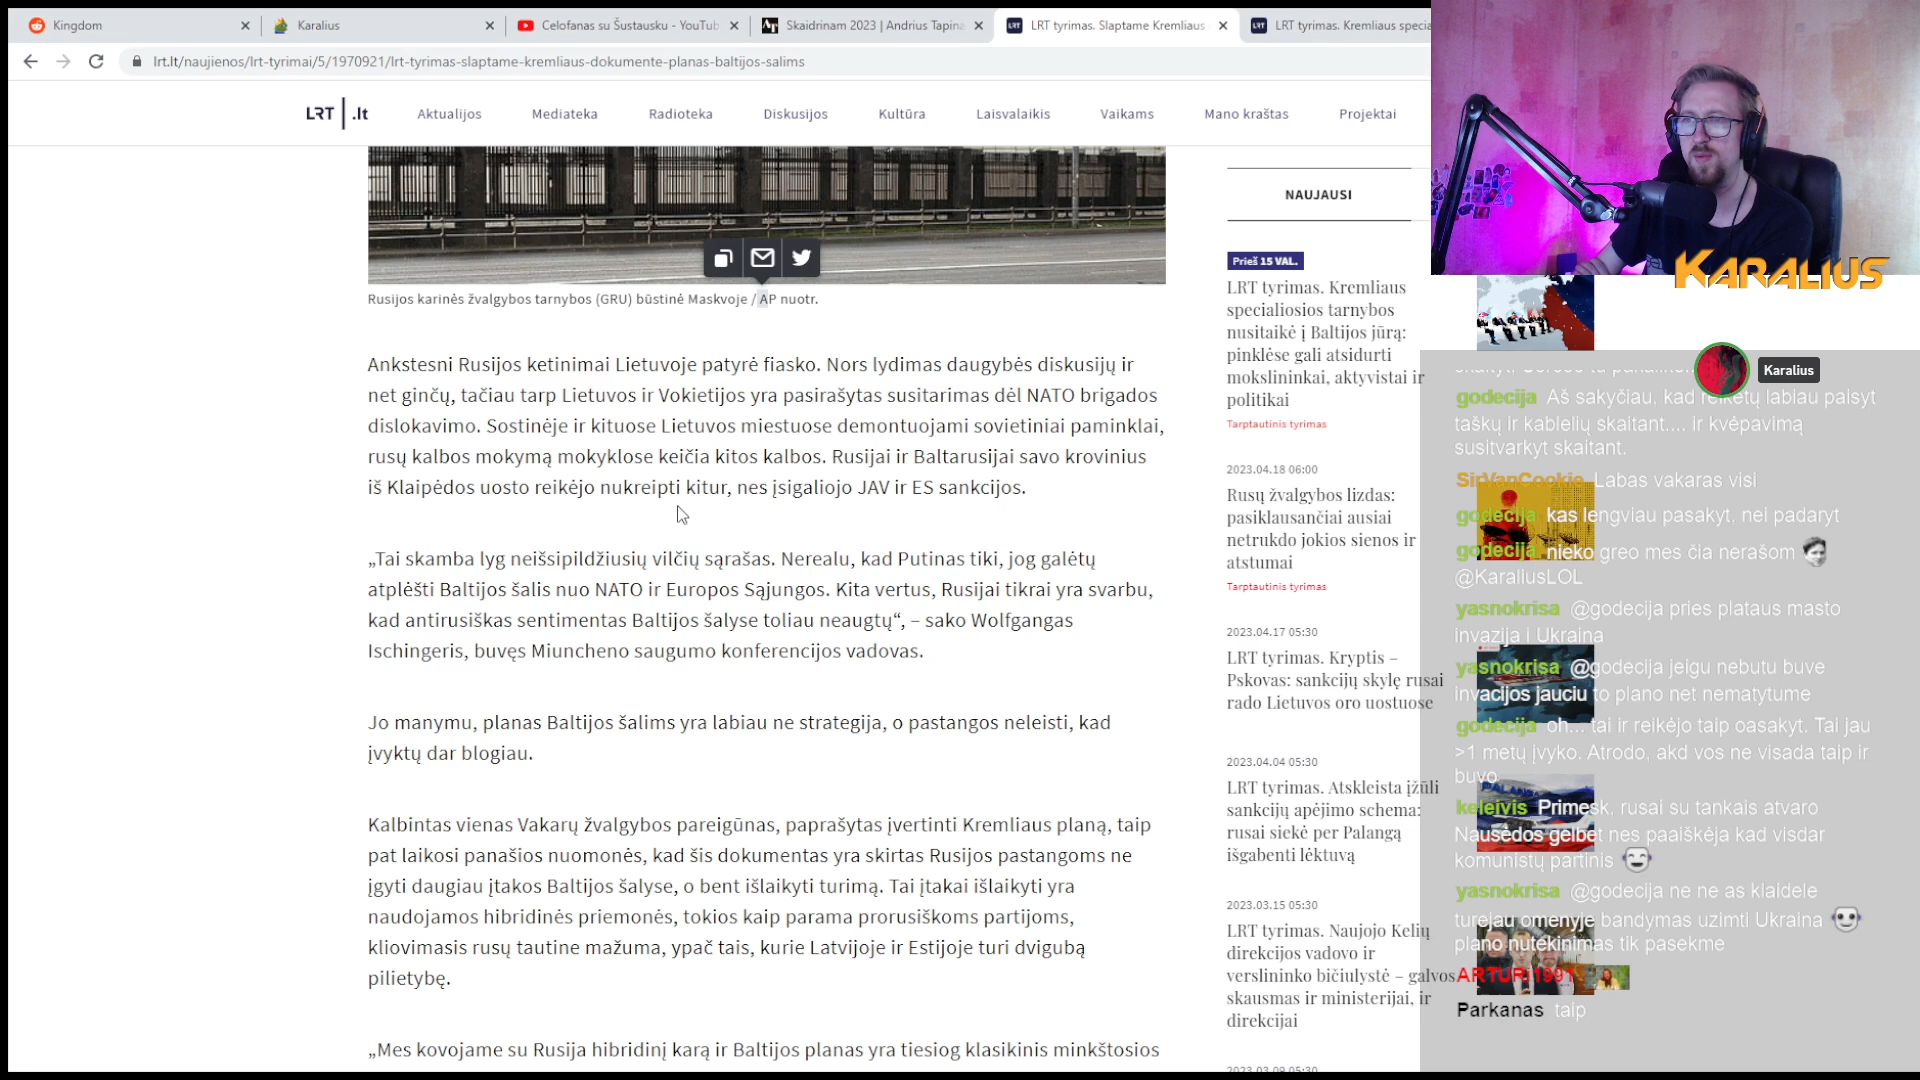 Kingdom
Karalius
Celofanas su Šustausku - YouTub
Skaidrinam 2023 | Andrius Tapina
LRT tyrimas. Slaptame Kremliaus
LRT tyrimas. Kremliaus specia
lrt.lt/naujienos/lrt-tyrimai/5/1970921/lrt-tyrimas-slaptame-kremliaus-dokumente-planas-baltijos-salims
LRT .lt
Aktualijos
Mediateka
Radioteka
Diskusijos
Kultūra
Laisvalaikis
Vaikams
Mano kraštas
Projektai
Rusijos karinės žvalgybos tarnybos (GRU) būstinė Maskvoje / AP nuotr.
Ankstesni Rusijos ketinimai Lietuvoje patyrė fiasko. Nors lydimas daugybės diskusijų ir
net ginčų, tačiau tarp Lietuvos ir Vokietijos yra pasirašytas susitarimas dėl NATO brigados
dislokavimo. Sostinėje ir kituose Lietuvos miestuose demontuojami sovietiniai paminklai,
rusų kalbos mokymą mokyklose keičia kitos kalbos. Rusijai ir Baltarusijai savo krovinius
iš Klaipėdos uosto reikėjo nukreipti kitur, nes įsigaliojo JAV ir ES sankcijos.
„Tai skamba lyg neišsipildžiusių vilčių sąrašas. Nerealu, kad Putinas tiki, jog galėtų
atplėšti Baltijos šalis nuo NATO ir Europos Sąjungos. Kita vertus, Rusijai tikrai yra svarbu,
kad antirusiškas sentimentas Baltijos šalyse toliau neaugtų“, – sako Wolfgangas
Ischingeris, buvęs Miuncheno saugumo konferencijos vadovas.
Jo manymu, planas Baltijos šalims yra labiau ne strategija, o pastangos neleisti, kad
įvyktų dar blogiau.
Kalbintas vienas Vakarų žvalgybos pareigūnas, paprašytas įvertinti Kremliaus planą, taip
pat laikosi panašios nuomonės, kad šis dokumentas yra skirtas Rusijos pastangoms ne
įgyti daugiau įtakos Baltijos šalyse, o bent išlaikyti turimą. Tai įtakai išlaikyti yra
naudojamos hibridinės priemonės, tokios kaip parama prorusiškoms partijoms,
kliovimasis rusų tautine mažuma, ypač tais, kurie Latvijoje ir Estijoje turi dvigubą
pilietybę.
„Mes kovojame su Rusija hibridinį karą ir Baltijos planas yra tiesiog klasikinis minkštosios
NAUJAUSI
Prieš 15 VAL.
LRT tyrimas. Kremliaus
specialiosios tarnybos
nusitaikė į Baltijos jūrą:
pinklėse gali atsidurti
mokslininkai, aktyvistai ir
politikai
Tarptautinis tyrimas
2023.04.18 06:00
Rusų žvalgybos lizdas:
pasiklausančiai ausiai
netrukdo jokios sienos ir
atstumai
Tarptautinis tyrimas
2023.04.17 05:30
LRT tyrimas. Kryptis –
Pskovas: sankcijų skylę rusai
rado Lietuvos oro uostuose
2023.04.04 05:30
LRT tyrimas. Atskleista įžūli
sankcijų apėjimo schema:
rusai siekė per Palangą
išgabenti lėktuvą
2023.03.15 05:30
LRT tyrimas. Naujojo Kelių
direkcijos vadovo ir
verslininko bičiulystė – galvos
skausmas ir ministerijai, ir
direkcijai
2023.03.09 05:30
KARALIUS
Karalius
godecija Aš sakyčiau, kad reikėtų labiau paisyt
taškų ir kablelių skaitant.... ir kvėpavimą
susitvarkyt skaitant.
SirVanCookie Labas vakaras visi
godecija kas lengviau pasakyt, nei padaryt
godecija nieko greo mes čia nerašom
@KaraliusLOL
yasnokrisa @godecija pries plataus masto
invazija i Ukraina
yasnokrisa @godecija jeigu nebutu buve
invacijos jauciu to plano net nematytume
godecija oh... tai ir reikėjo taip oasakyt. Tai jau
>1 metų įvyko. Atrodo, akd vos ne visada taip ir
buvo
keleivis Primesk, rusai su tankais atvaro
Naušėdos gelbėt nes paaiškėja kad visdar
komunistų partinis
yasnokrisa @godecija ne ne as klaidele
turejau omenyje bandymas uzimti Ukraina
plano nutekinimas tik pasekme
ARTURi1991
Parkanas taip